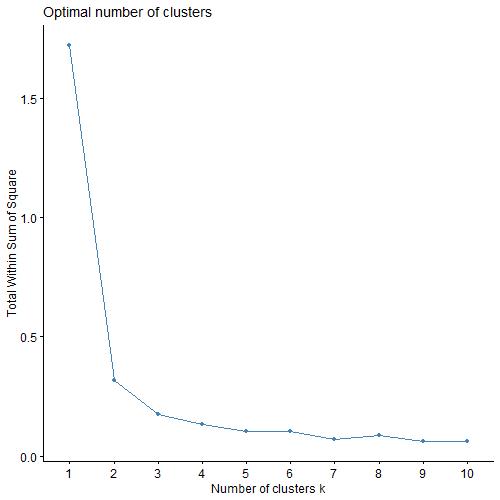 Optimal number of clusters
Total Within Sum of Square
1.5
1.0
0.5
0.0
1 2 3 4 5 6 7 8 9 10
Number of clusters k